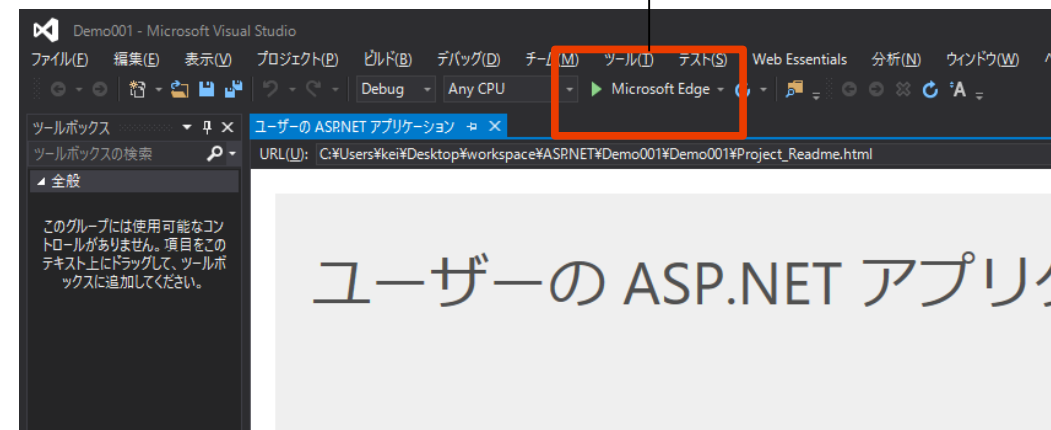 Demo001 - Microsoft Visual Studio
ファイル(F) 編集(E) 表示(V) プロジェクト(P) ビルド(B) デバッグ(D) チーム(M) ツール(T) テスト(S) Web Essentials 分析(N) ウィンドウ(W)
Debug Any CPU Microsoft Edge
ツールボックス
ユーザーの ASP.NET アプリケーション
ツールボックスの検索
URL(U): C:¥Users¥kei¥Desktop¥workspace¥ASP.NET¥Demo001¥Demo001¥Project_Readme.html
全般
このグループには使用可能なコン
トロールがありません。項目をこの
テキスト上にドラッグして、ツールボ
ックスに追加してください。
ユーザーの ASP.NET アプリケ